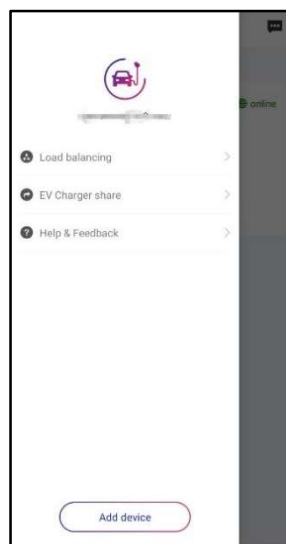 online
Load balancing
EV Charger share
Help & Feedback
Add device